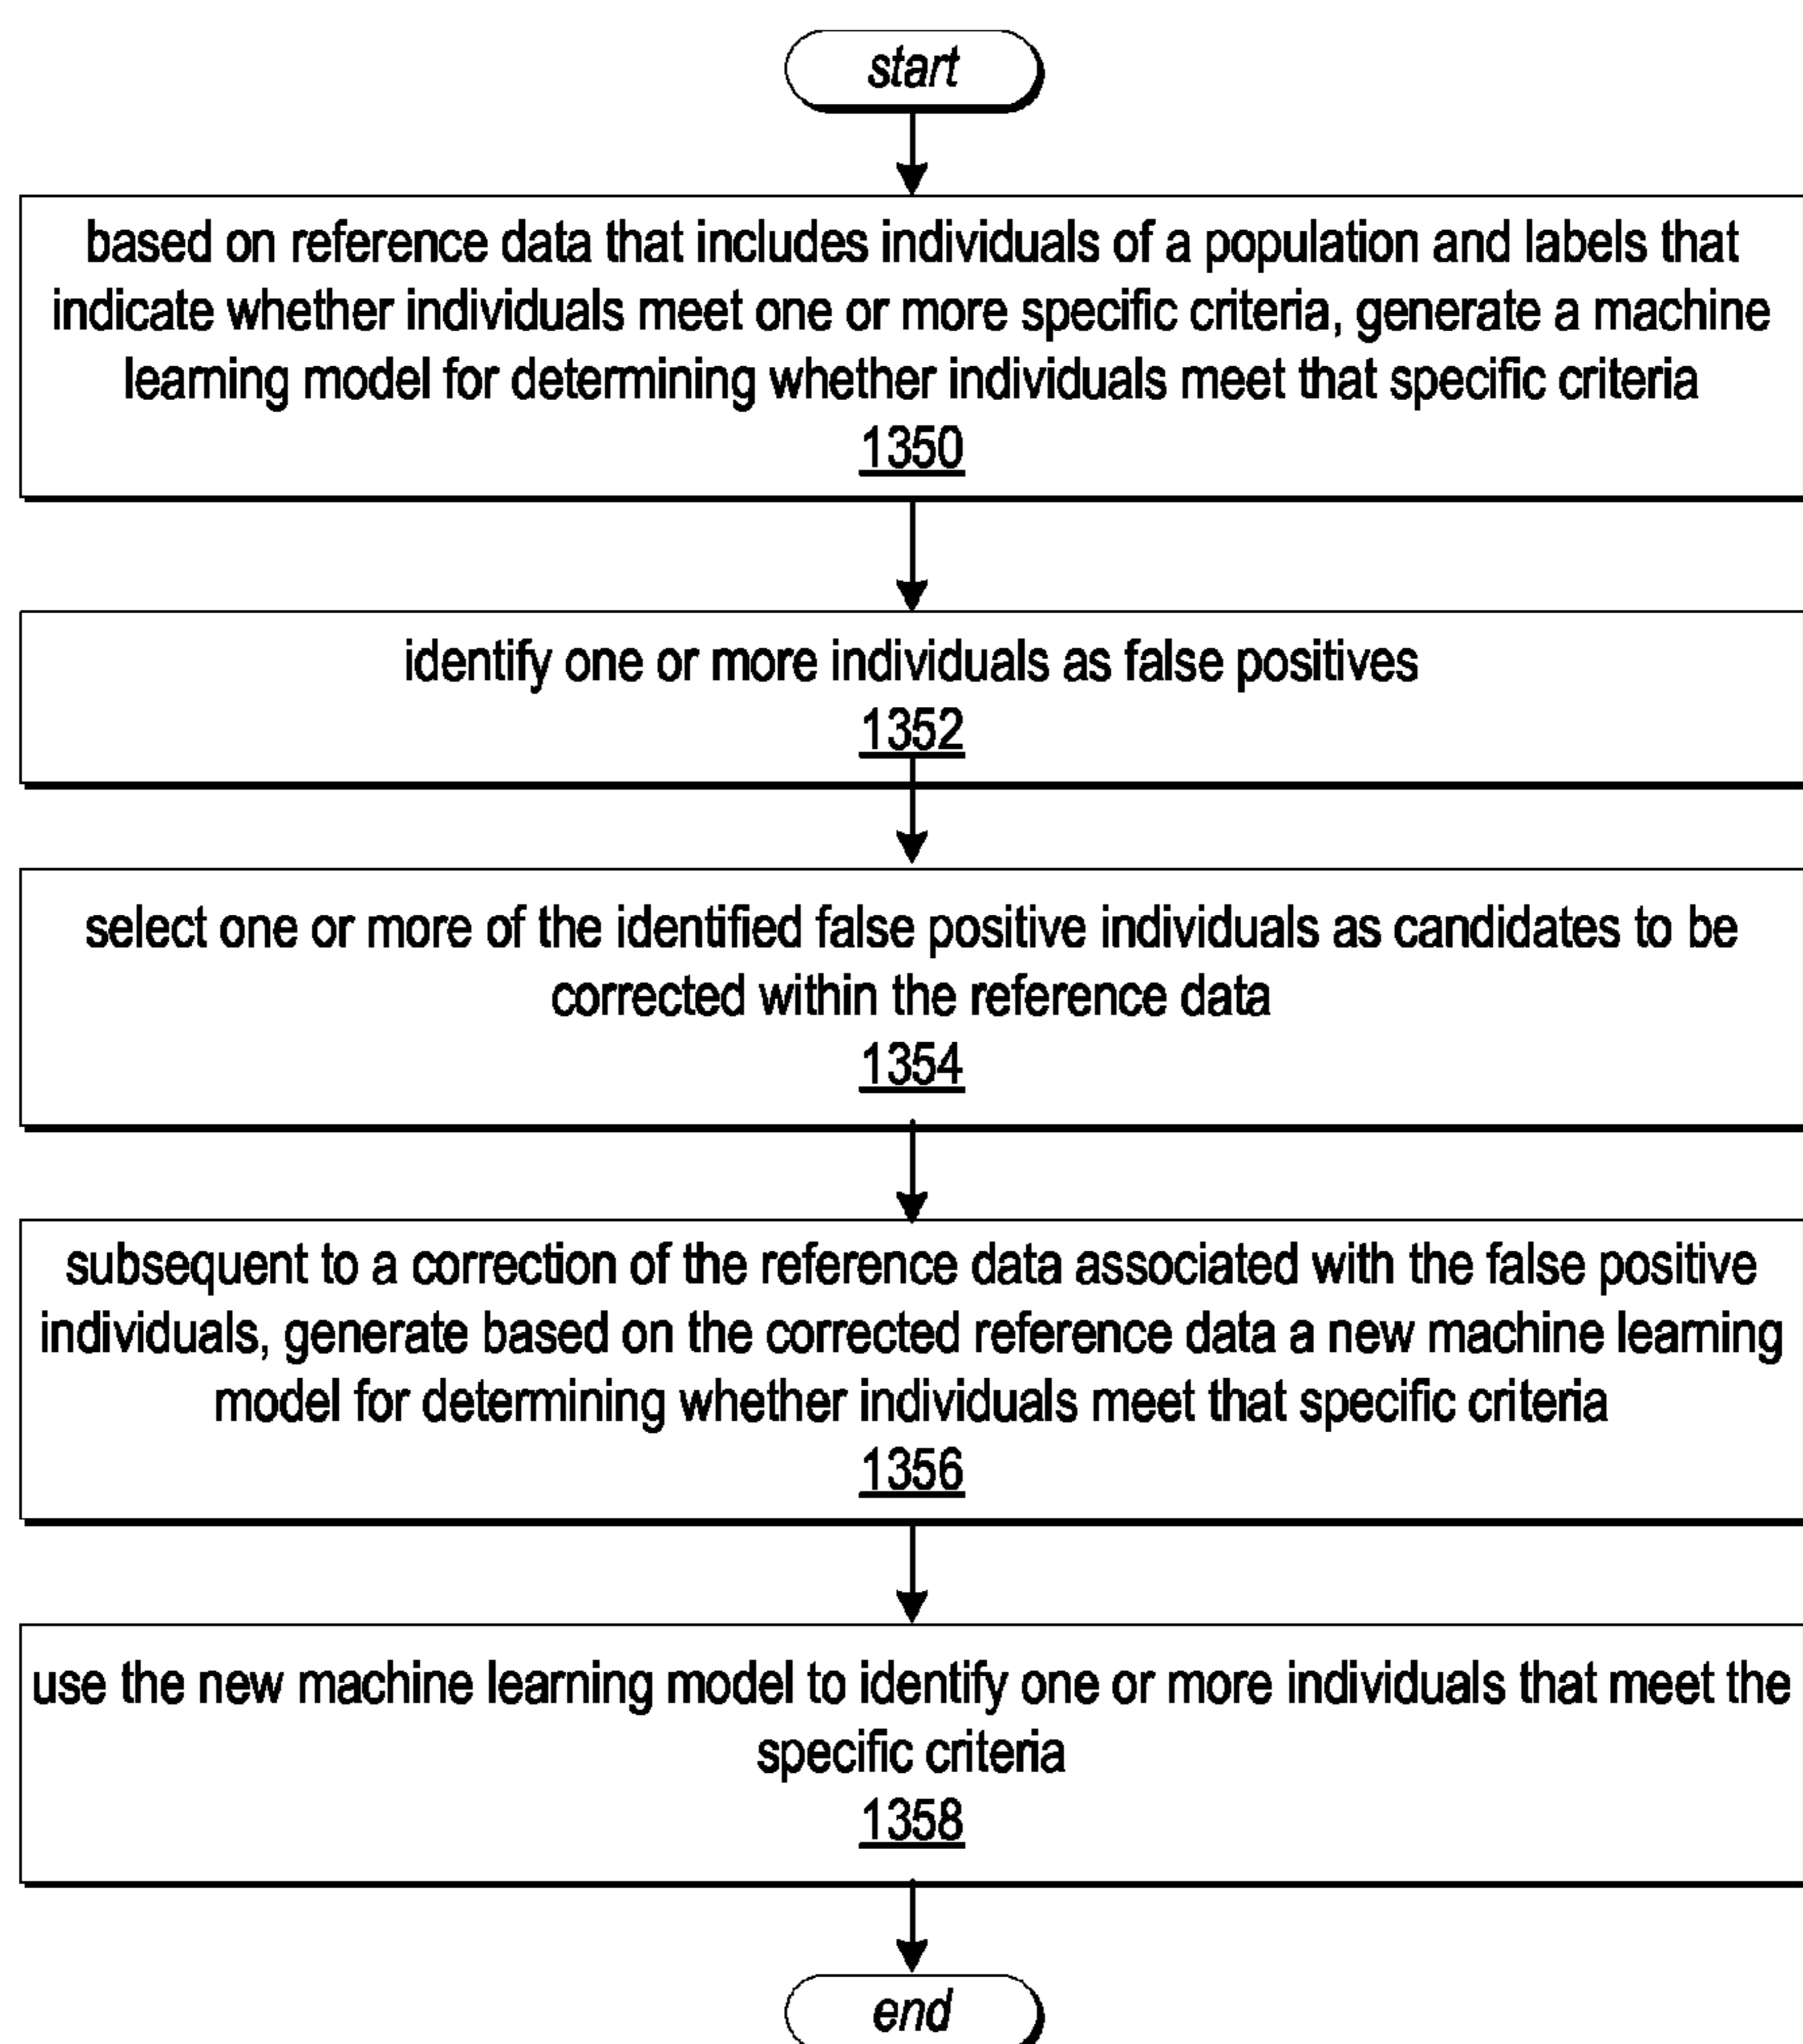 start
based on reference data that includes individuals of a population and labels that
indicate whether individuals meet one or more specific criteria, generate a machine
learning model for determining whether individuals meet that specific criteria
1350
identify one or more individuals as false positives
1352
select one or more of the identified false positive individuals as candidates to be
corrected within the reference data
1354
subsequent to a correction of the reference data associated with the false positive
individuals, generate based on the corrected reference data a new machine learning
model for determining whether individuals meet that specific criteria
1356
use the new machine learning model to identify one or more individuals that meet the
specific criteria
1358
end